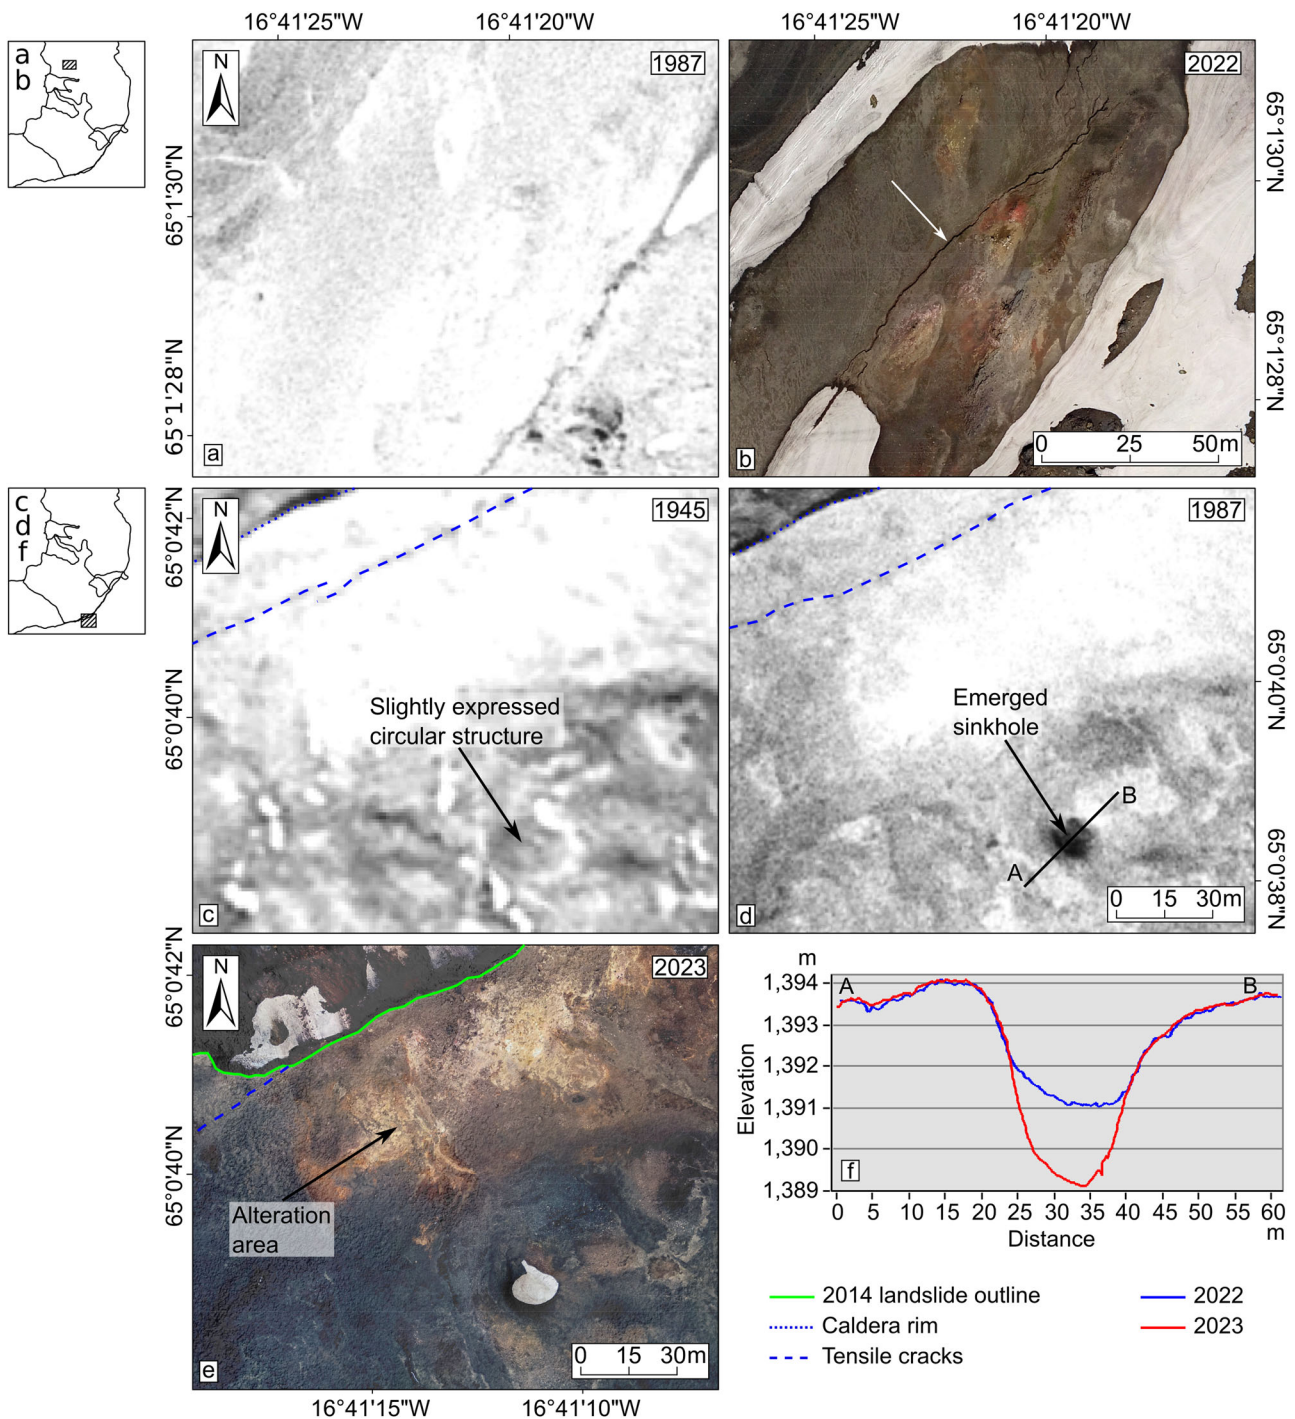 16°41'25"W 16°41'20"W 16°41'25"W 16°41'20"W
a
b
N
1987
65°1'30"N
65°1'28"N
a
2022
65°1'30"N
65°1'28"N
0 25 50m
b
c
d
f
65°0'42"N
N
1945
65°0'40"N
Slightly expressed
circular structure
c
1987
65°0'40"N
Emerged
sinkhole
B
A
65°0'38"N
0 15 30m
d
65°0'42"N
N
2023
65°0'40"N
Alteration
area
0 15 30m
e
16°41'15"W 16°41'10"W
m
1,394
A B
1,393
1,392
Elevation
1,391
1,390
f
1,389
0 5 10 15 20 25 30 35 40 45 50 55 60
Distance m
2014 landslide outline 2022
Caldera rim 2023
Tensile cracks